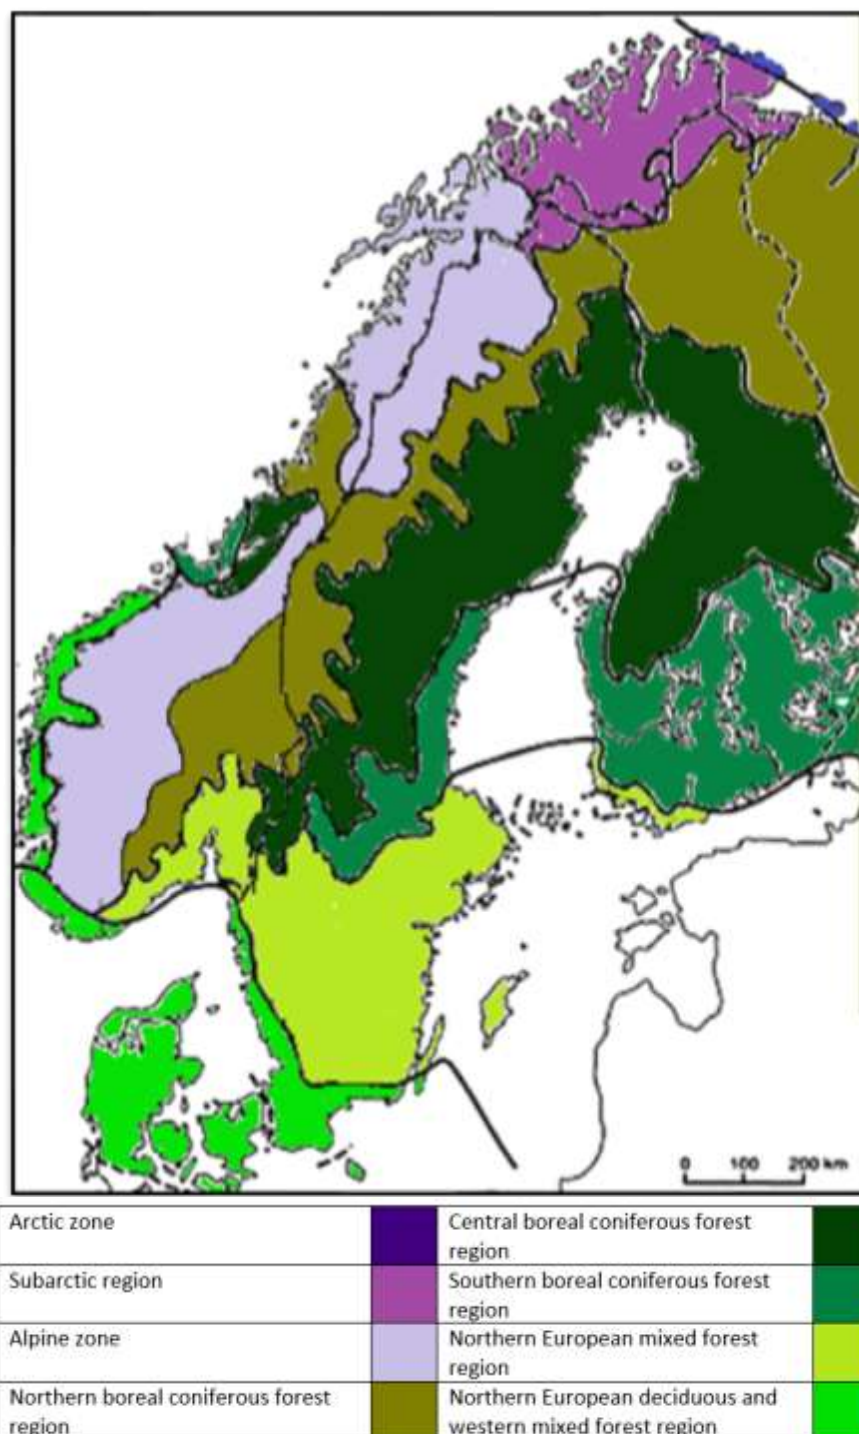 0 100 200 km
Arctic zone
Central boreal coniferous forest
region
Subarctic region
Southern boreal coniferous forest
region
Alpine zone
Northern European mixed forest
region
Northern boreal coniferous forest
region
Northern European deciduous and
western mixed forest region